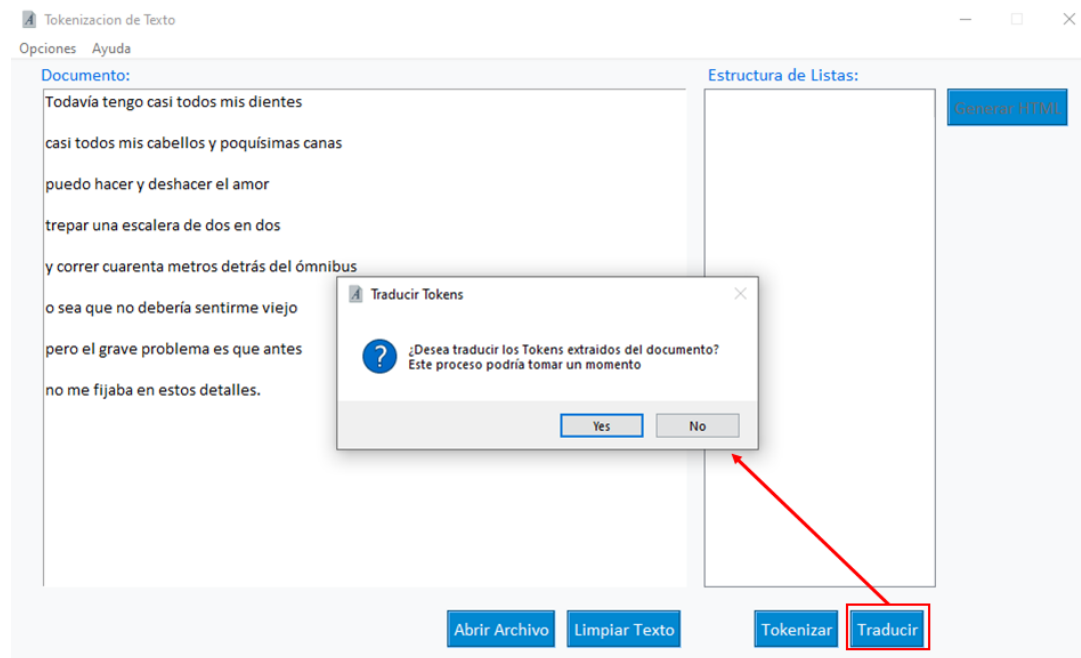 Tokenizacion de Texto
Opciones Ayuda
Documento:
Estructura de Listas:
Todavía tengo casi todos mis dientes
Generar HTML
casi todos mis cabellos y poquísimas canas
puedo hacer y deshacer el amor
trepar una escalera de dos en dos
y correr cuarenta metros detrás del ómnibus
o sea que no debería sentirme viejo
pero el grave problema es que antes
no me fijaba en estos detalles.
Traducir Tokens
¿Desea traducir los Tokens extraidos del documento?
Este proceso podría tomar un momento
Yes No
Abrir Archivo Limpiar Texto Tokenizar Traducir